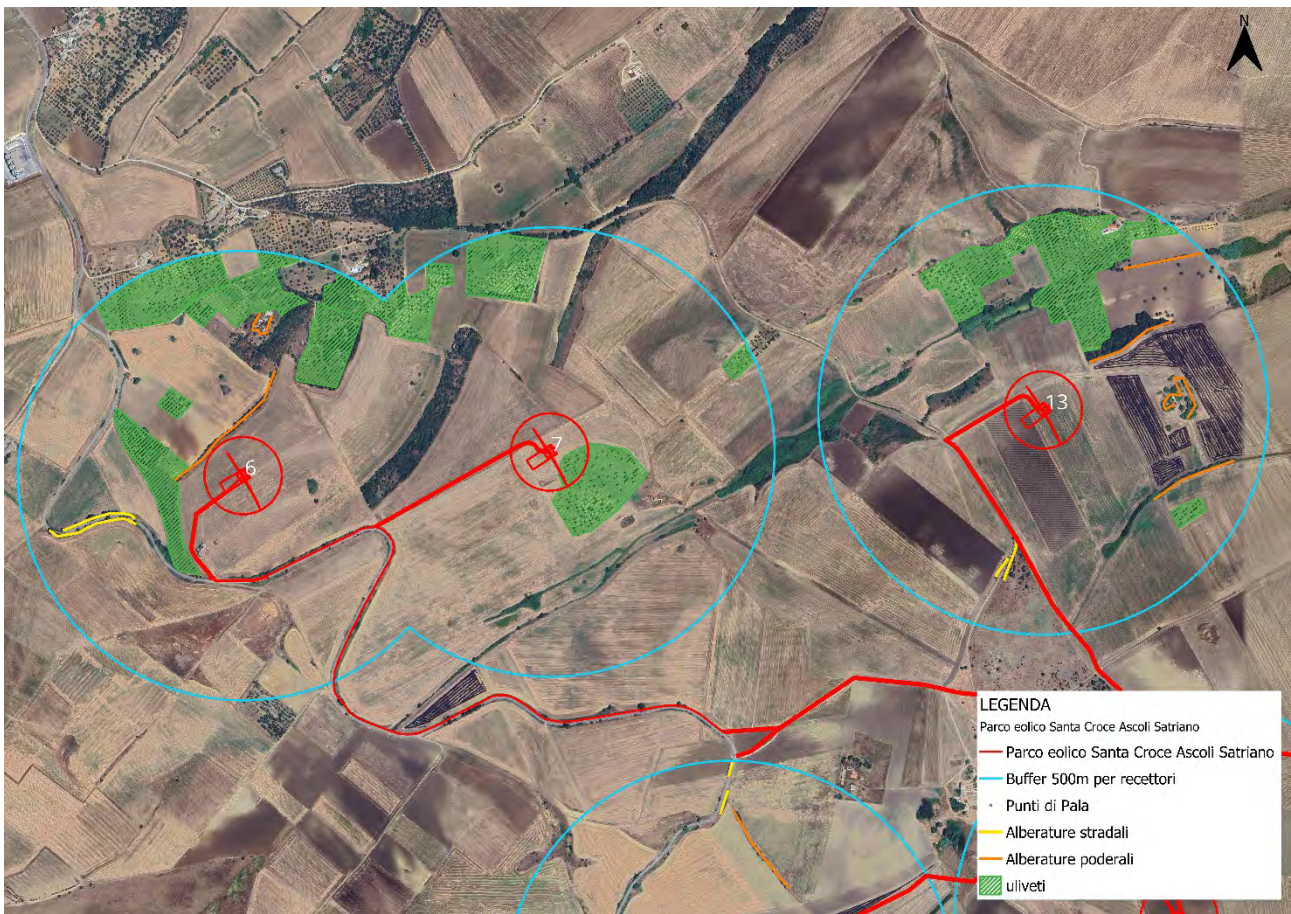 N
13
6
7
LEGENDA
Parco eolico Santa Croce Ascoli Satriano
Parco eolico Santa Croce Ascoli Satriano
Buffer 500m per recettori
Punti di Pala
Alberature stradali
Alberature poderali
uliveti